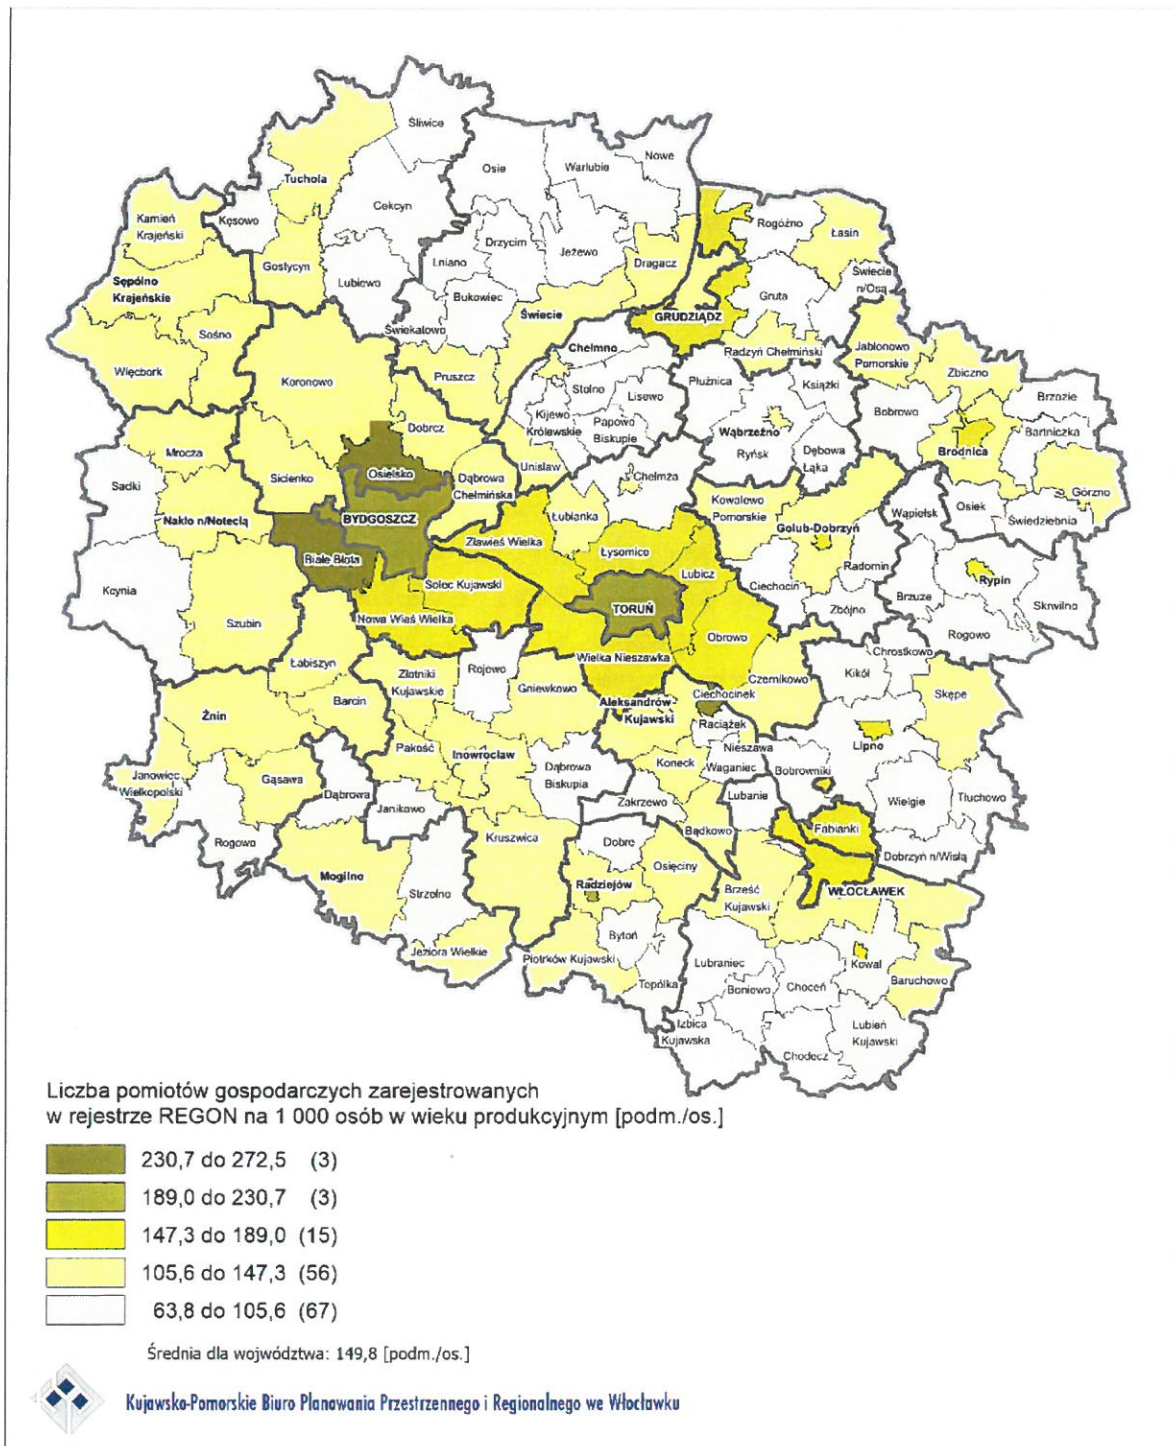 Śliwice
Osie
Warlubie
Nowe
Tuchola
Cekcyn
Kamień
Krajeński
Kęsowo
Drzycim
Jeżewo
Rogóźno
Łasin
Gostycyn
Lniano
Dragacz
Sępólno
Krajeńskie
Lubiewo
Bukowiec
Świecie
n/Osą
Gruta
Świecie
GRUDZIĄDZ
Świekatowo
Sośno
Chełmno
Radzyń Chełmiński
Jabłonowo
Pomorskie
Zbiczno
Więcbork
Koronowo
Pruszcz
Stolno
Lisewo
Płużnica
Książki
Brzozie
Kijewo
Królewskie
Papowo
Biskupie
Bobrowo
Dobrcz
Wąbrzeźno
Bartniczka
Mrocza
Ryńsk
Dębowa
Łąka
Brodnica
Osielsko
Unisław
Sadki
Sicienko
Dąbrowa
Chełmińska
Chełmża
Górzno
Kowalewo
Pomorskie
Wąpielsk
Osiek
Nakło n/Notecią
BYDGOSZCZ
Łubianka
Golub-Dobrzyń
Świedziebnia
Zławieś Wielka
Łysomice
Białe Błota
Lubicz
Radomin
Ciechocin
Rypin
Kcynia
Solec Kujawski
Brzuze
Skrwilno
TORUŃ
Zbójno
Szubin
Nowa Wieś Wielka
Obrowo
Rogowo
Łabiszyn
Rojewo
Wielka Nieszawka
Chrostkowo
Złotniki
Kujawskie
Gniewkowo
Czernikowo
Kikół
Skępe
Barcin
Ciechocinek
Aleksandrów
Kujawski
Żnin
Raciążek
Pakość
Inowrocław
Nieszawa
Lipno
Janowiec
Wielkopolski
Gąsawa
Dąbrowa
Biskupia
Koneck
Waganiec
Bobrowniki
Dąbrowa
Janikowo
Zakrzewo
Lubanie
Wielgie
Tłuchowo
Rogowo
Kruszwica
Bądkowo
Fabianki
Dobre
Dobrzyń n/Wisłą
Mogilno
Osięciny
Strzelno
Radziejów
Brześć
Kujawski
WŁOCŁAWEK
Jeziora Wielkie
Bytoń
Piotrków Kujawski
Lubraniec
Kowal
Topólka
Boniewo
Choceń
Baruchowo
Izbica
Kujawska
Lubień
Kujawski
Chodecz
Liczba pomiotów gospodarczych zarejestrowanych
w rejestrze REGON na 1 000 osób w wieku produkcyjnym [podm./os.]
230,7 do 272,5 (3)
189,0 do 230,7 (3)
147,3 do 189,0 (15)
105,6 do 147,3 (56)
63,8 do 105,6 (67)
Średnia dla wojwództwa: 149,8 [podm./os.]
Kujawsko-Pomorskie Biuro Planowania Przestrzennego i Regionalnego we Włocławku